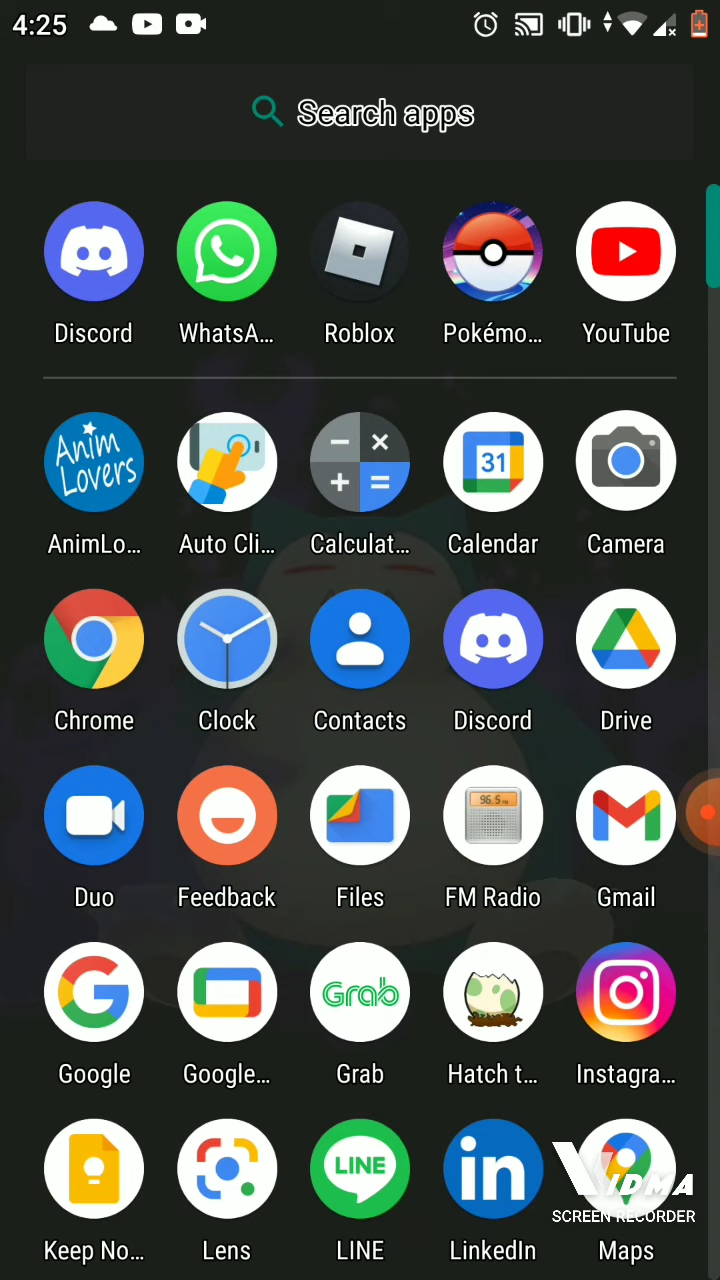 4:25
Search apps
Discord WhatsA... Roblox Pokémo... YouTube
Anim
Lovers
31
AnimLo... Auto Cli... Calculat... Calendar Camera
Chrome Clock Contacts Discord Drive
96.5 FM
Duo Feedback Files FM Radio Gmail
Grab
Google Google... Grab Hatch t... Instagra...
LINE
in
VIDMA
SCREEN RECORDER
Keep No... Lens LINE LinkedIn Maps